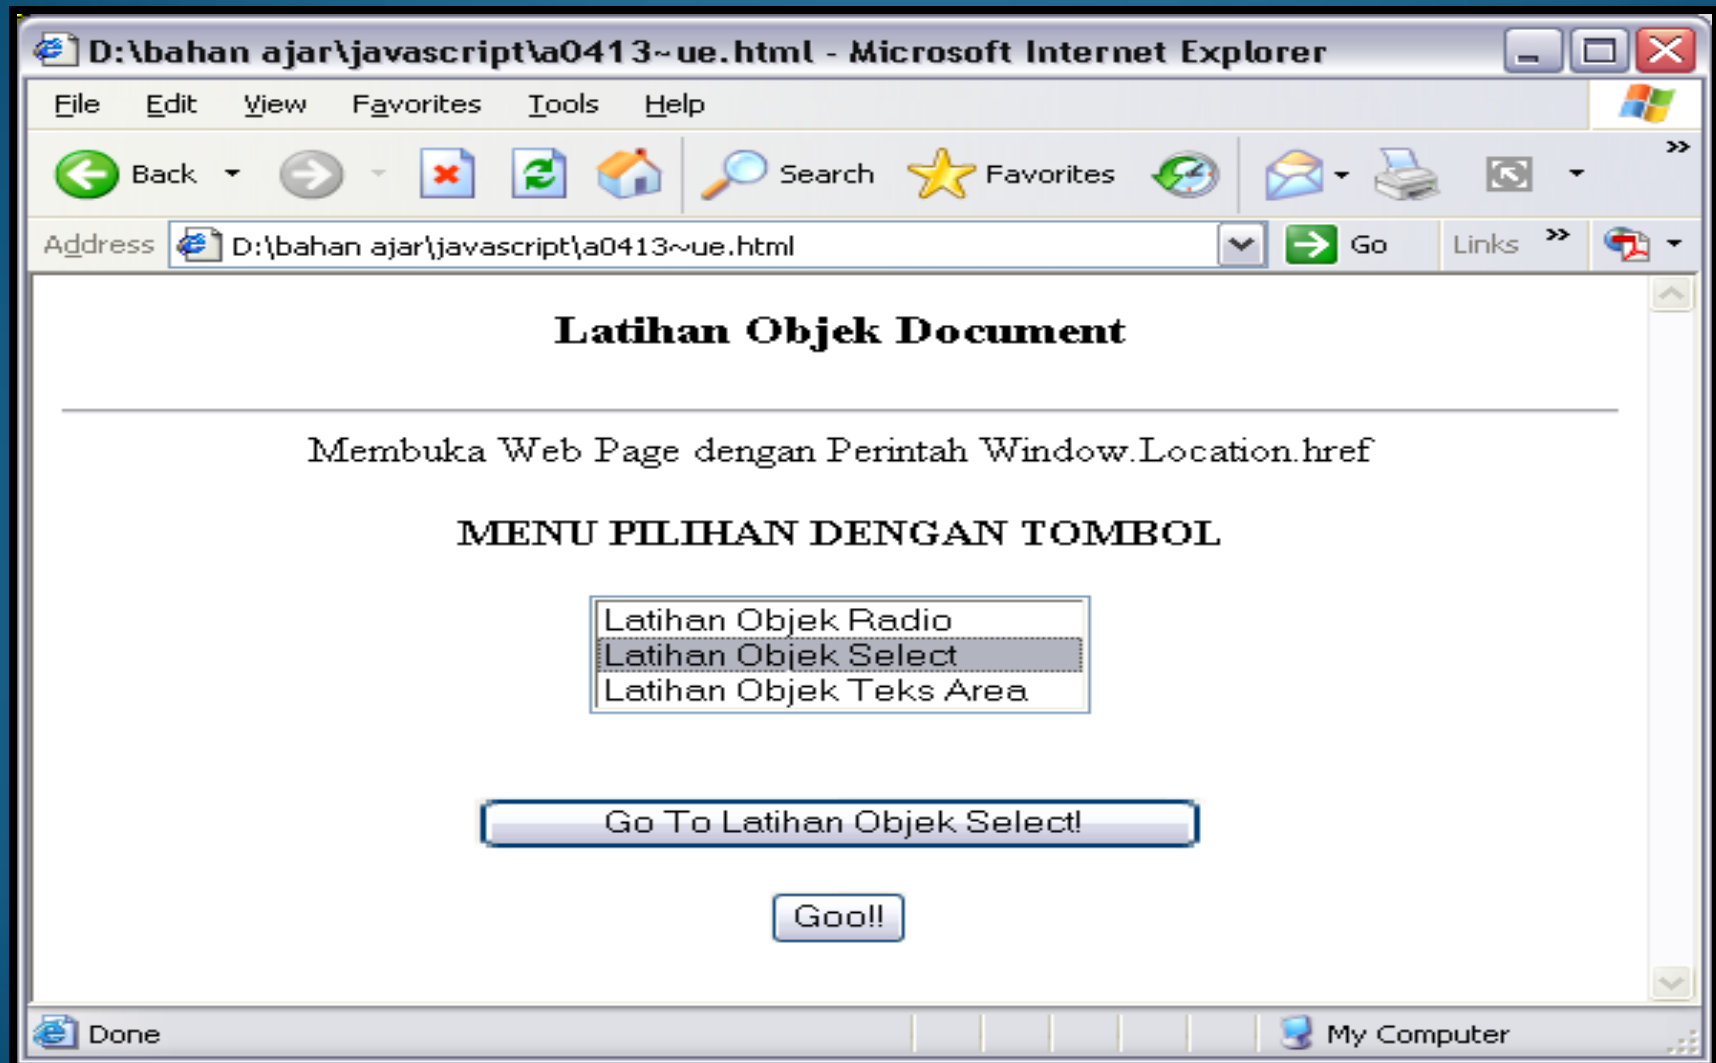 D:\bahan ajar\javascript\a0413~ue.html - Microsoft Internet Explorer
File Edit View Favorites Tools Help
Back Search Favorites
Address D:\bahan ajar\javascript\a0413~ue.html Go Links
Latihan Objek Document
Membuka Web Page dengan Perintah Window.Location.href
MENU PILIHAN DENGAN TOMBOL
Latihan Objek Radio
Latihan Objek Select
Latihan Objek Teks Area
Go To Latihan Objek Select!
Goo!!
Done My Computer